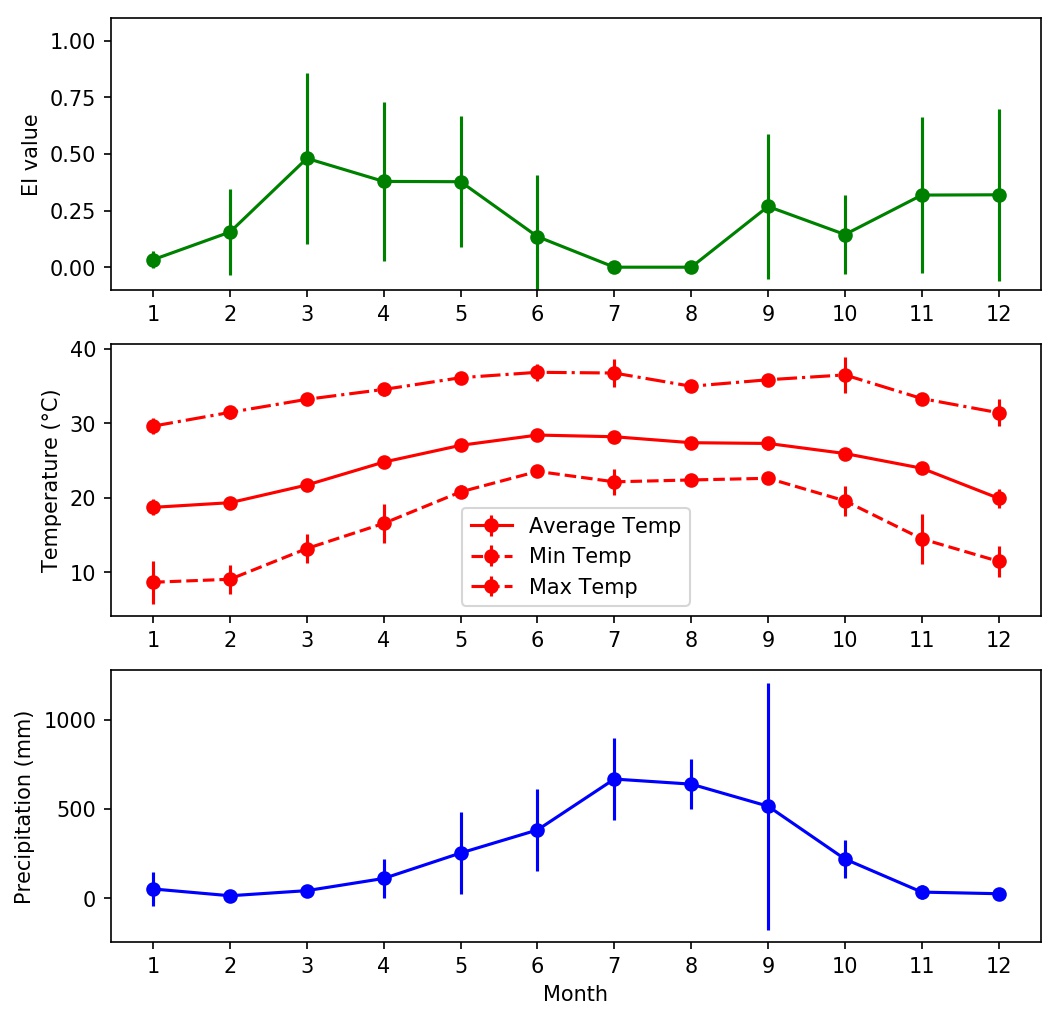 EI value
1.00
0.75
0.50
0.25
0.00
1 2 3 4 5 6 7 8 9 10 11 12
Temperature (°C)
40
30
20
10
Average Temp
Min Temp
Max Temp
1 2 3 4 5 6 7 8 9 10 11 12
Precipitation (mm)
1000
500
0
1 2 3 4 5 6 7 8 9 10 11 12
Month